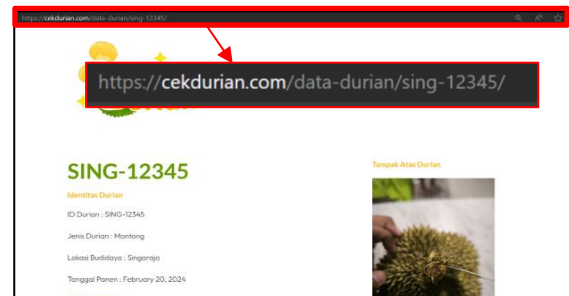 https://cekdurian.com/data-durian/sing-12345/
https://cekdurian.com/data-durian/sing-12345/
SING-12345
Identitas Durian
ID Durian : SING-12345
Jenis Durian : Montong
Lokasi Budidaya : Singaraja
Tanggal Panen : February 20, 2024
Tampak Atas Durian